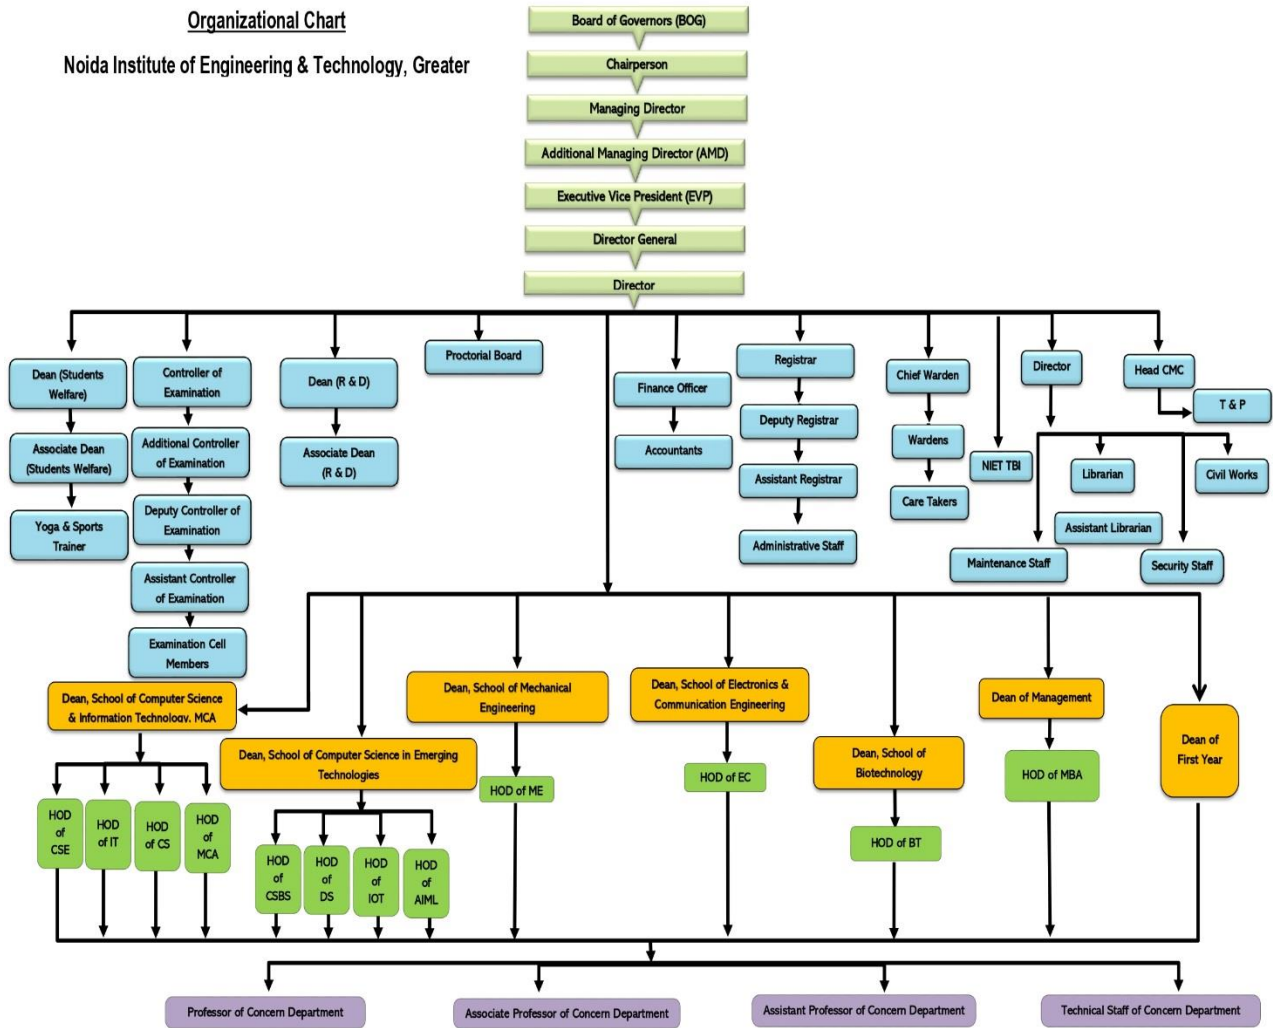 Organizational Chart
Noida Institute of Engineering & Technology, Greater
Board of Governors (BOG)
Chairperson
Managing Director
Additional Managing Director (AMD)
Executive Vice President (EVP)
Director General
Director
Dean (Students
Welfare)
Associate Dean
(Students Welfare)
Yoga & Sports
Trainer
Controller of
Examination
Additional Controller
of Examination
Deputy Controller of
Examination
Assistant Controller
of Examination
Examination Cell
Members
Dean (R & D)
Associate Dean
(R & D)
Proctorial Board
Finance Officer
Accountants
Registrar
Deputy Registrar
Assistant Registrar
Administrative Staff
Chief Warden
Wardens
Care Takers
NIET TBI
Director
Librarian
Assistant Librarian
Maintenance Staff
Security Staff
Civil Works
Head CMC
T & P
Dean, School of Computer Science
& Information Technology, MCA
HOD
of
CSE
HOD
of IT
HOD
of CS
HOD
of
MCA
Dean, School of Computer Science in Emerging
Technologies
HOD
of
CSBS
HOD
of
DS
HOD
of
IOT
HOD
of
AIML
Dean, School of Mechanical
Engineering
HOD of ME
Dean, School of Electronics &
Communication Engineering
HOD of EC
Dean, School of
Biotechnology
HOD of BT
Dean of Management
HOD of MBA
Dean of
First Year
Professor of Concern Department
Associate Professor of Concern Department
Assistant Professor of Concern Department
Technical Staff of Concern Department